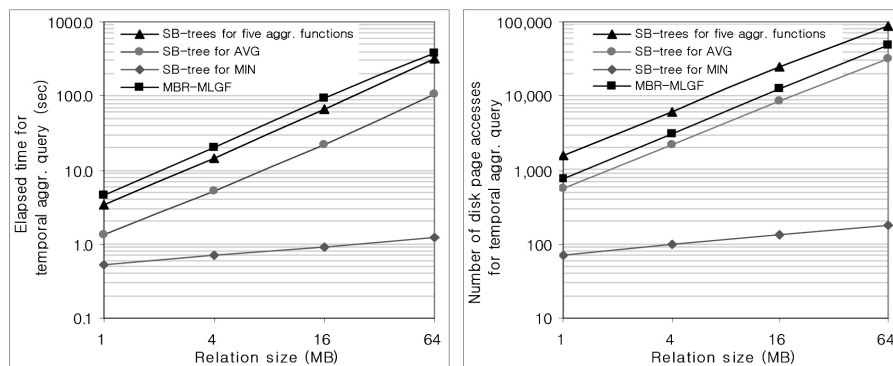 1000.0
100.0
10.0
1.0
0.1
Elapsed time for
temporal aggr. query (sec)
SB-trees for five aggr. functions
SB-tree for AVG
SB-tree for MIN
MBR-MLGF
1 4 16 64
Relation size (MB)
100,000
10,000
1,000
100
10
Number of disk page accesses
for temporal aggr. query
SB-trees for five aggr. functions
SB-tree for AVG
SB-tree for MIN
MBR-MLGF
1 4 16 64
Relation size (MB)